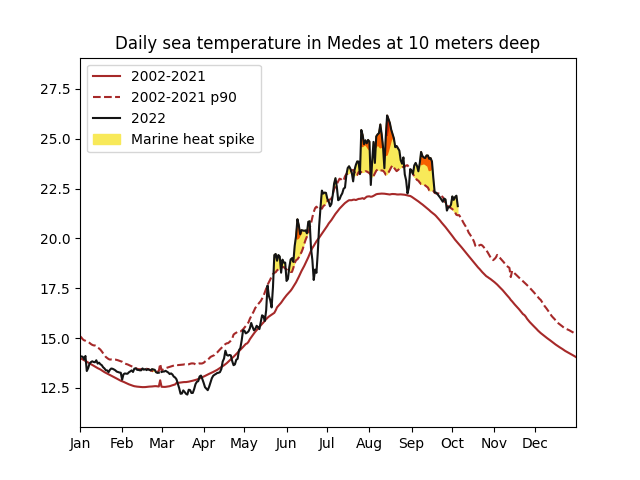 Daily sea temperature in Medes at 10 meters deep
2002-2021
2002-2021 p90
2022
Marine heat spike
27.5
25.0
22.5
20.0
17.5
15.0
12.5
Jan Feb Mar Apr May Jun Jul Aug Sep Oct Nov Dec